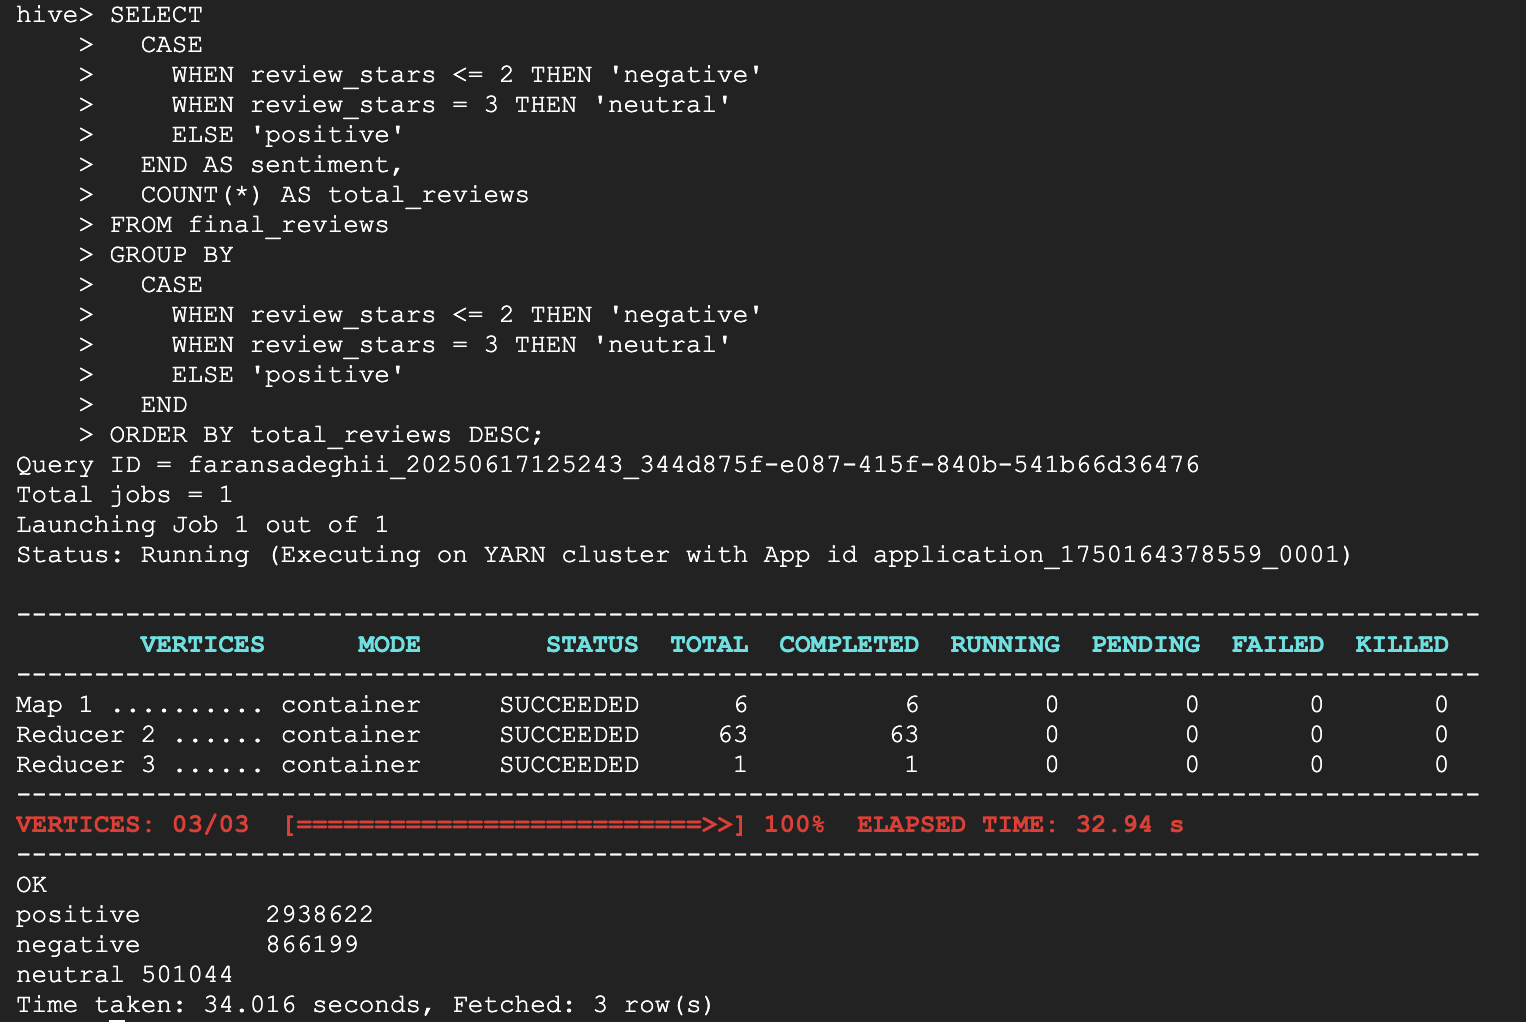 hive> SELECT
    >   CASE
    >     WHEN review_stars <= 2 THEN 'negative'
    >     WHEN review_stars = 3 THEN 'neutral'
    >     ELSE 'positive'
    >   END AS sentiment,
    >   COUNT(*) AS total_reviews
    > FROM final_reviews
    > GROUP BY
    >   CASE
    >     WHEN review_stars <= 2 THEN 'negative'
    >     WHEN review_stars = 3 THEN 'neutral'
    >     ELSE 'positive'
    >   END
    > ORDER BY total_reviews DESC;
Query ID = faransadeghii_20250617125243_344d875f-e087-415f-840b-541b66d36476
Total jobs = 1
Launching Job 1 out of 1
Status: Running (Executing on YARN cluster with App id application_1750164378559_0001)

----------------------------------------------------------------------------------------------
        VERTICES      MODE        STATUS  TOTAL  COMPLETED  RUNNING  PENDING  FAILED  KILLED
----------------------------------------------------------------------------------------------
Map 1 .......... container     SUCCEEDED      6          6        0        0       0       0
Reducer 2 ...... container     SUCCEEDED     63         63        0        0       0       0
Reducer 3 ...... container     SUCCEEDED      1          1        0        0       0       0
----------------------------------------------------------------------------------------------
VERTICES: 03/03  [==========================>>] 100%  ELAPSED TIME: 32.94 s
----------------------------------------------------------------------------------------------
OK
positive        2938622
negative        866199
neutral 501044
Time taken: 34.016 seconds, Fetched: 3 row(s)